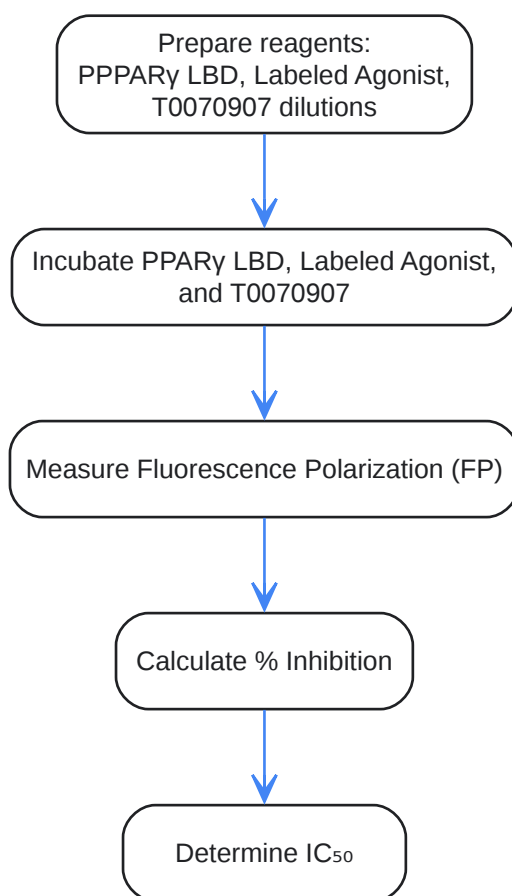 Prepare reagents:
PPPARγ LBD, Labeled Agonist,
T0070907 dilutions
Incubate PPARγ LBD, Labeled Agonist,
and T0070907
Measure Fluorescence Polarization (FP)
Calculate % Inhibition
Determine IC₅₀